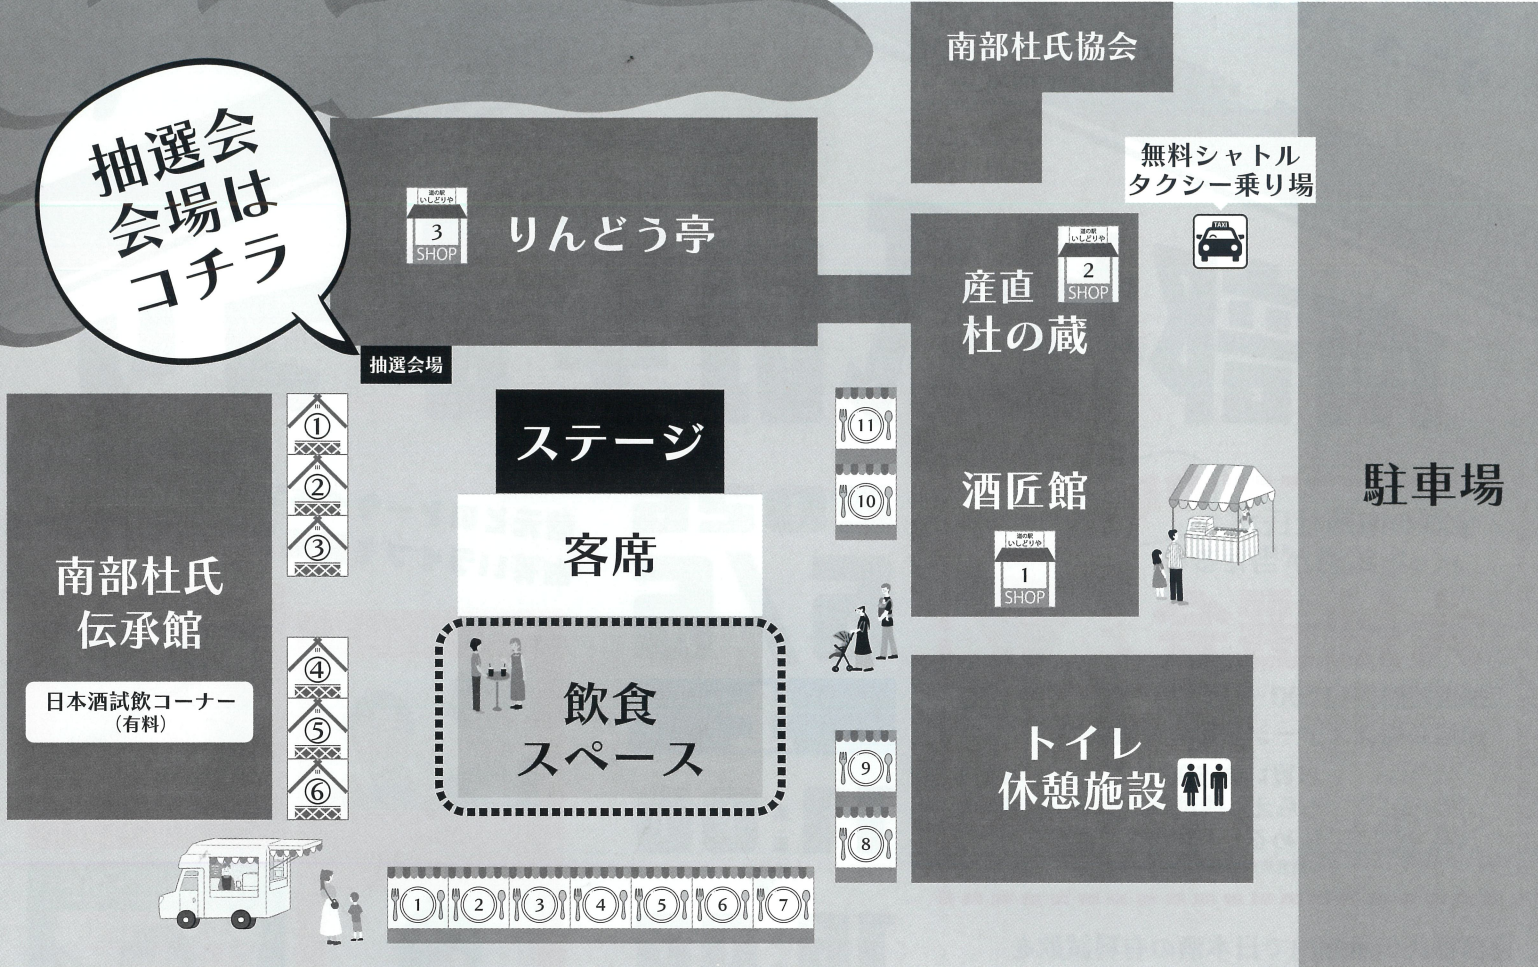 南部杜氏協会
抽選会
会場は
コチラ
無料シャトル
タクシー乗り場
TAXI
道の駅
いしどりや
3
SHOP
りんどう亭
道の駅
いしどりや
2
SHOP
産直
杜の蔵
抽選会場
ステージ
客席
飲食
スペース
南部杜氏
伝承館
日本酒試飲コーナー
（有料）
①
②
③
④
⑤
⑥
11
10
酒匠館
道の駅
いしどりや
1
SHOP
駐車場
9
8
トイレ
休憩施設
1
2
3
4
5
6
7